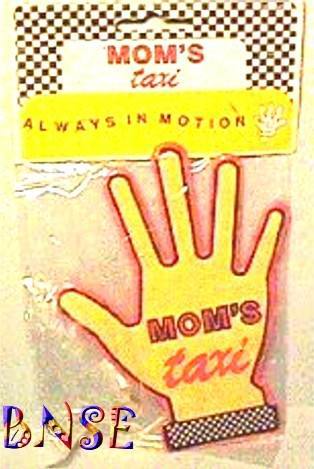 MOM'S
taxi
ALWAYS IN MOTION
MOM'S
taxi
BNSE